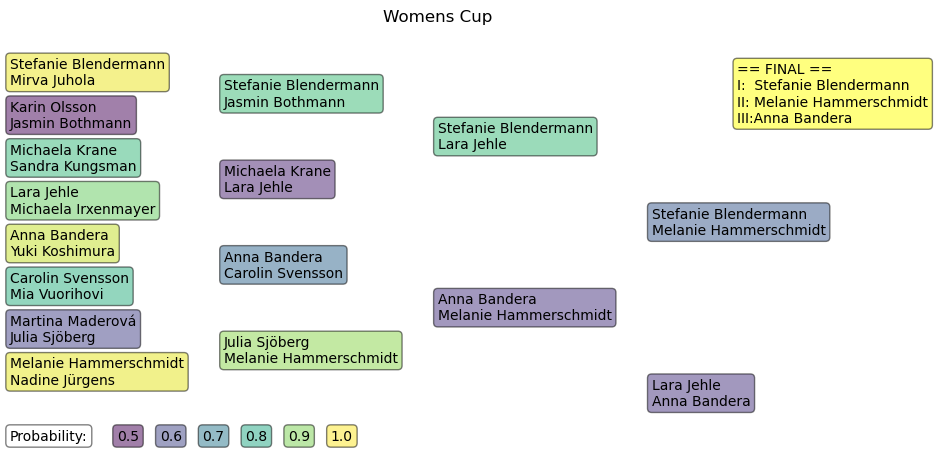 Womens Cup
Stefanie Blendermann
Mirva Juhola
Karin Olsson
Jasmin Bothmann
Michaela Krane
Sandra Kungsman
Lara Jehle
Michaela Irxenmayer
Anna Bandera
Yuki Koshimura
Carolin Svensson
Mia Vuorihovi
Martina Maderová
Julia Sjöberg
Melanie Hammerschmidt
Nadine Jürgens
Stefanie Blendermann
Jasmin Bothmann
Michaela Krane
Lara Jehle
Anna Bandera
Carolin Svensson
Julia Sjöberg
Melanie Hammerschmidt
Stefanie Blendermann
Lara Jehle
Anna Bandera
Melanie Hammerschmidt
Stefanie Blendermann
Melanie Hammerschmidt
Lara Jehle
Anna Bandera
== FINAL ==
I:  Stefanie Blendermann
II: Melanie Hammerschmidt
III:Anna Bandera
Probability: 0.5 0.6 0.7 0.8 0.9 1.0